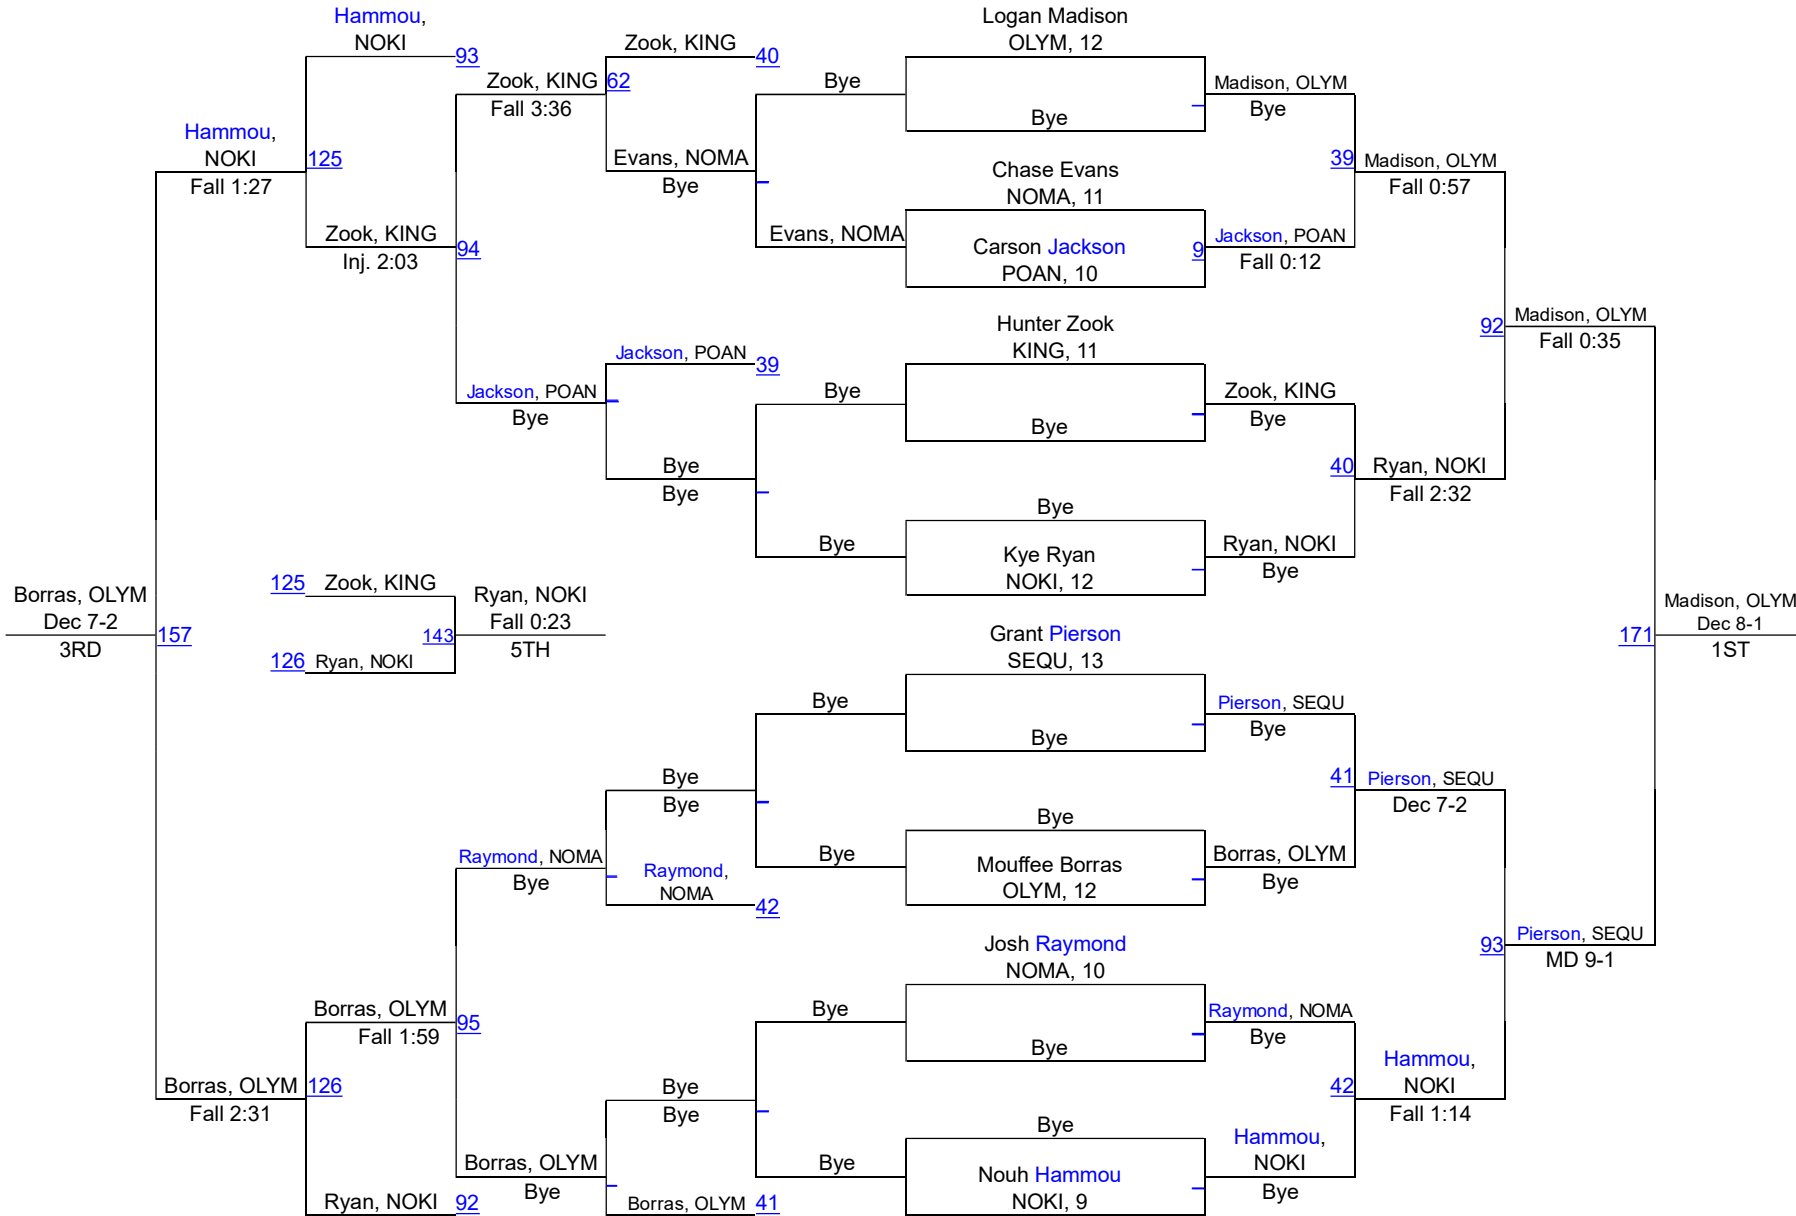 Hammou,
NOKI
93
Zook, KING
40
Logan Madison
OLYM, 12
Zook, KING
62
Fall 3:36
Bye
Madison, OLYM
Bye
Bye
Hammou,
NOKI
125
Fall 1:27
Evans, NOMA
Bye
Chase Evans
NOMA, 11
39
Madison, OLYM
Fall 0:57
Zook, KING
94
Inj. 2:03
Evans, NOMA
Carson Jackson
POAN, 10
9
Jackson, POAN
Fall 0:12
Hunter Zook
KING, 11
92
Madison, OLYM
Fall 0:35
Jackson, POAN
39
Jackson, POAN
Bye
Bye
Bye
Zook, KING
Bye
Bye
Bye
40
Ryan, NOKI
Fall 2:32
Bye
Bye
Kye Ryan
NOKI, 12
Ryan, NOKI
Bye
Borras, OLYM
Dec 7-2
3RD
157
125
Zook, KING
126
Ryan, NOKI
143
Ryan, NOKI
Fall 0:23
5TH
Grant Pierson
SEQU, 13
171
Madison, OLYM
Dec 8-1
1ST
Bye
Bye
Pierson, SEQU
Bye
Bye
Bye
41
Pierson, SEQU
Dec 7-2
Bye
Bye
Mouffee Borras
OLYM, 12
Borras, OLYM
Bye
Raymond, NOMA
Bye
Raymond,
NOMA
42
Josh Raymond
NOMA, 10
93
Pierson, SEQU
MD 9-1
Borras, OLYM
95
Fall 1:59
Bye
Bye
Raymond, NOMA
Bye
Borras, OLYM
126
Fall 2:31
Bye
Bye
42
Hammou,
NOKI
Fall 1:14
Bye
Bye
Nouh Hammou
NOKI, 9
Hammou,
NOKI
Bye
Borras, OLYM
Bye
Ryan, NOKI
92
Borras, OLYM
41